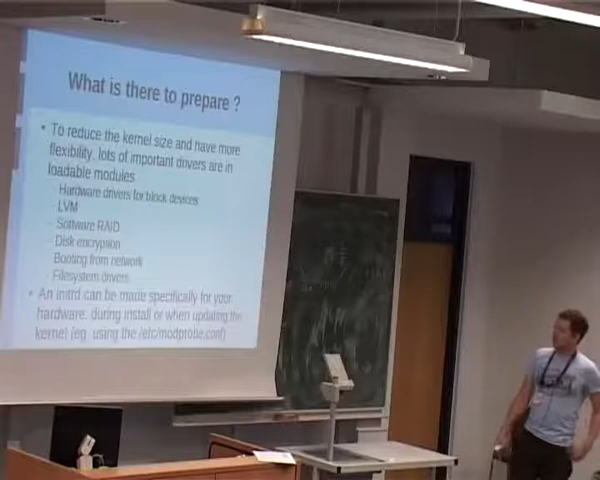 What is there to prepare ?
• To reduce the kernel size and have more
flexibility, lots of important drivers are in
loadable modules
- Hardware drivers for block devices
- LVM
- Software RAID
- Disk encryption
- Booting from network
- Filesystem drivers
• An initrd can be made specifically for your
hardware, during install or when updating the
kernel (eg. using the /etc/modprobe.conf)